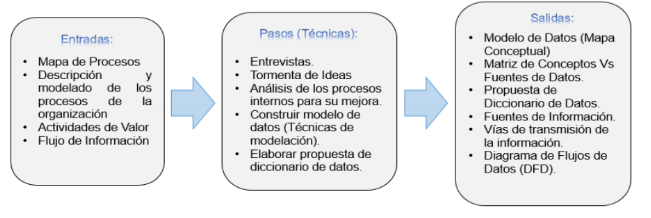 Entradas:
• Mapa de Procesos
• Descripción y
modelado de los
procesos de la
organización
• Actividades de Valor
• Flujo de Información
Pasos (Técnicas):
• Entrevistas.
• Tormenta de Ideas
• Análisis de los procesos
internos para su mejora.
• Construir modelo de
datos (Técnicas de
modelación).
• Elaborar propuesta de
diccionario de datos.
Salidas:
• Modelo de Datos (Mapa
Conceptual)
• Matriz de Conceptos Vs
Fuentes de Datos.
• Propuesta de
Diccionario de Datos.
• Fuentes de Información.
• Vías de transmisión de
la información.
• Diagrama de Flujos de
Datos (DFD).